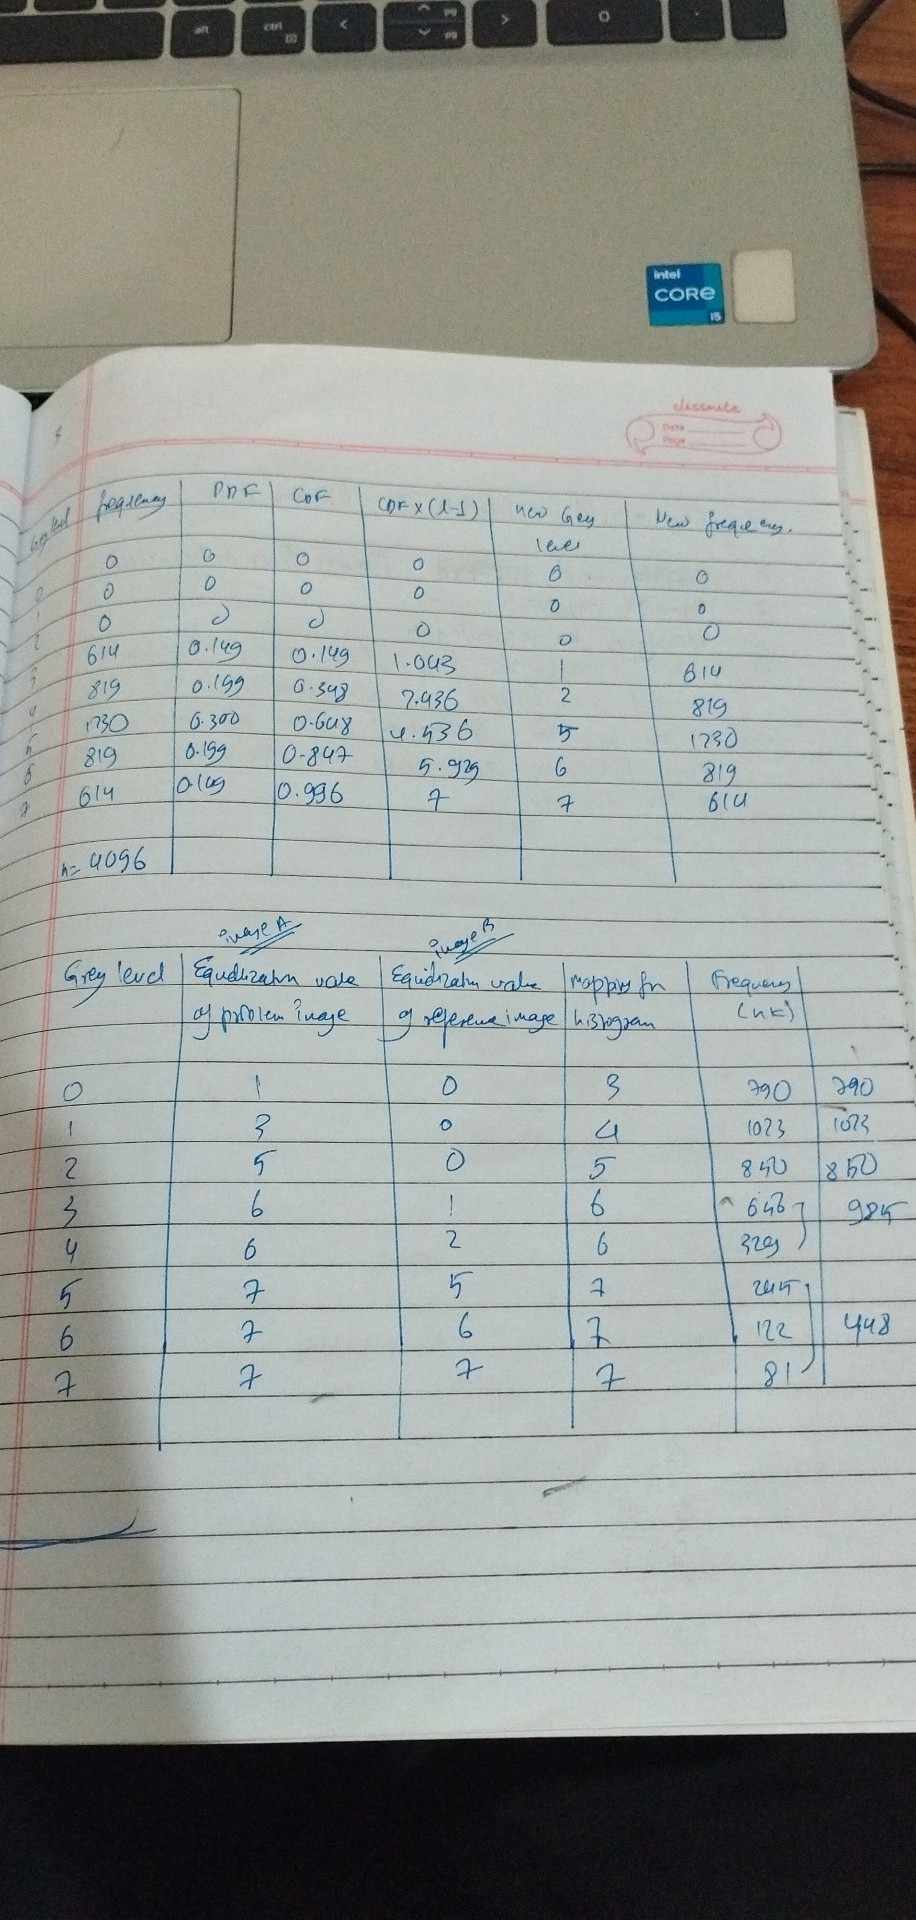 alt ctrl < > 0 .
intel
CORE
i5
classmate
Date
Page
Grey level frequency PDF CDF CDF x (L-1) new Grey level New frequency.
0 0 0 0 0 0 0
1 0 0 0 0 0 0
2 0 0 0 0 0 0
3 614 0.149 0.149 1.043 1 614
4 819 0.199 0.348 2.436 2 819
5 1230 0.300 0.648 4.536 5 1230
6 819 0.199 0.847 5.929 6 819
7 614 0.149 0.996 7 7 614
n= 4096
image A image B
Grey level Equilization value Equilization value mapping for Frequency
of problem image of reference image histogram (nk)
0 1 0 3 790 790
1 3 0 4 1023 1023
2 5 0 5 850 850
3 6 1 6 656 985
4 6 2 6 329
5 7 5 7 245
6 7 6 7 122 448
7 7 7 7 81